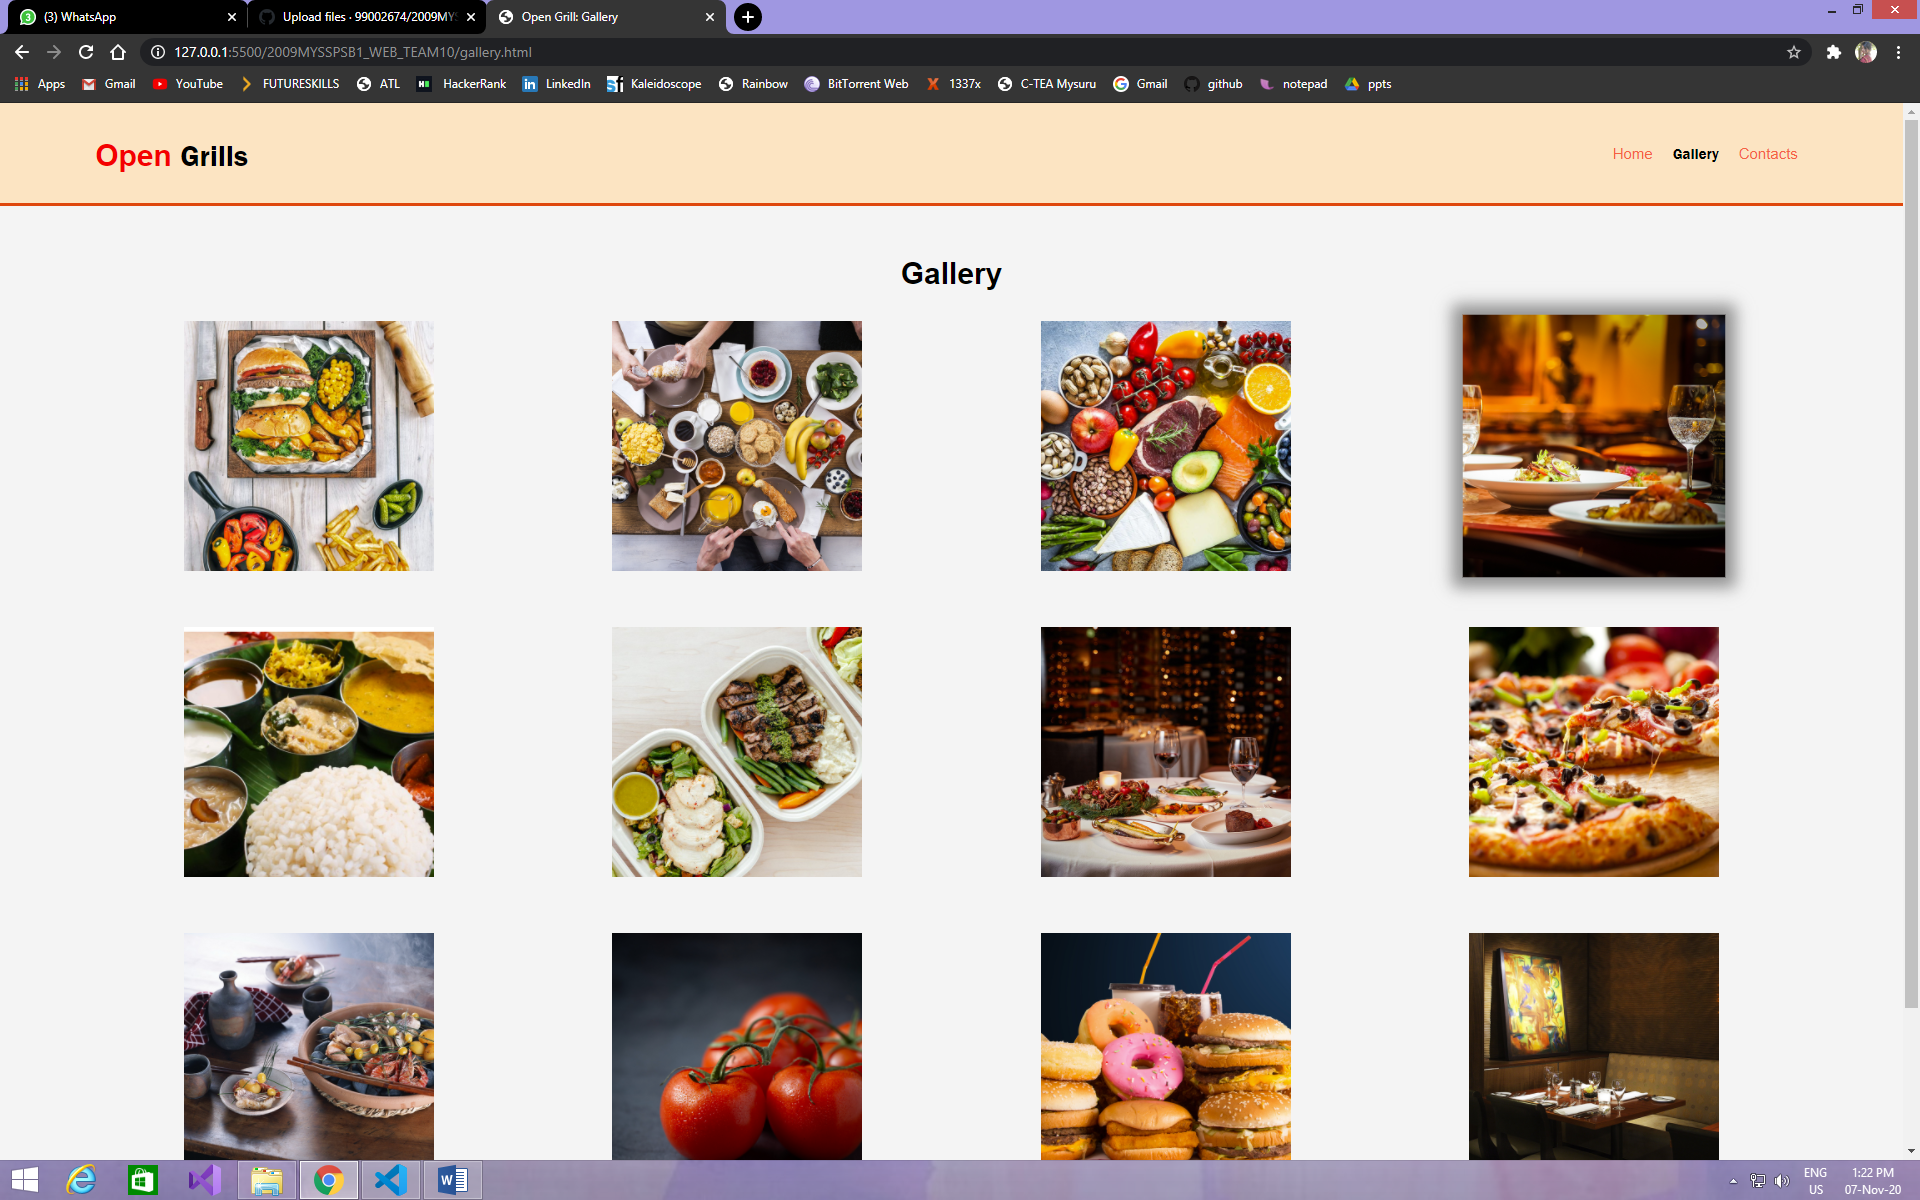 (3) WhatsApp
Upload files · 99002674/2009MYS
Open Grill: Gallery
127.0.0.1:5500/2009MYSSPSB1_WEB_TEAM10/gallery.html
Apps Gmail YouTube FUTURESKILLS ATL HackerRank LinkedIn Kaleidoscope Rainbow BitTorrent Web 1337x C-TEA Mysuru Gmail github notepad ppts
Open Grills
Home Gallery Contacts
Gallery
ENG 1:22 PM
US 07-Nov-20